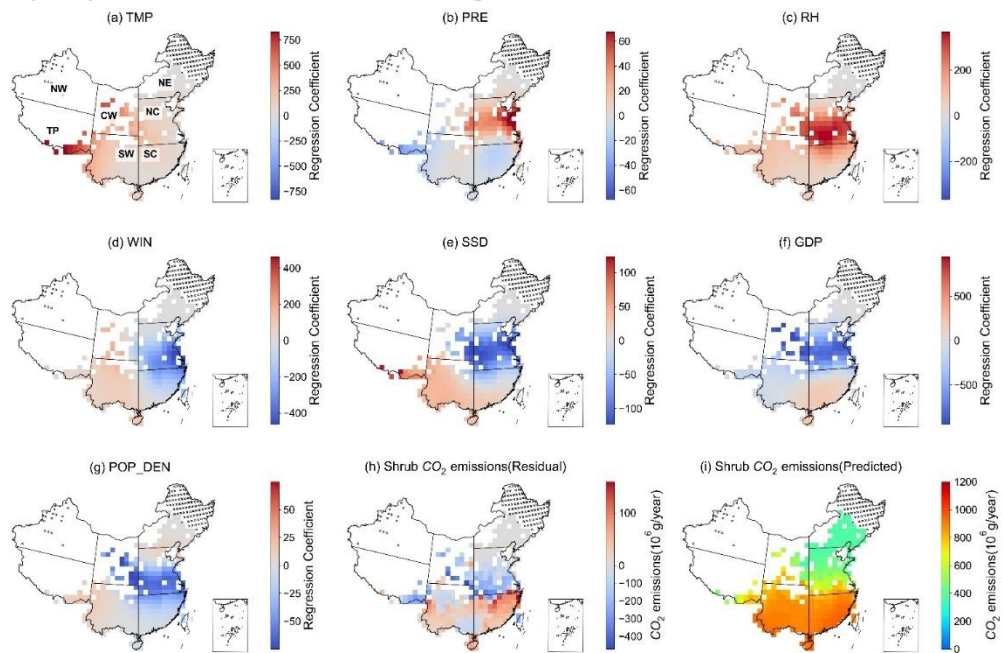 (a) TMP
(b) PRE
(c) RH
NW
NE
CW
NC
TP
SW
SC
750
500
250
0
-250
-500
-750
Regression Coefficient
60
40
20
0
-20
-40
-60
Regression Coefficient
200
0
-200
Regression Coefficient
(d) WIN
(e) SSD
(f) GDP
400
200
0
-200
-400
Regression Coefficient
100
50
0
-50
-100
Regression Coefficient
500
0
-500
Regression Coefficient
(g) POP_DEN
(h) Shrub CO₂ emissions(Residual)
(i) Shrub CO₂ emissions(Predicted)
50
25
0
-25
-50
Regression Coefficient
100
0
-100
-200
-300
-400
CO₂ emissions(10⁶ g/year)
1200
1000
800
600
400
200
0
CO₂ emissions(10⁶ g/year)